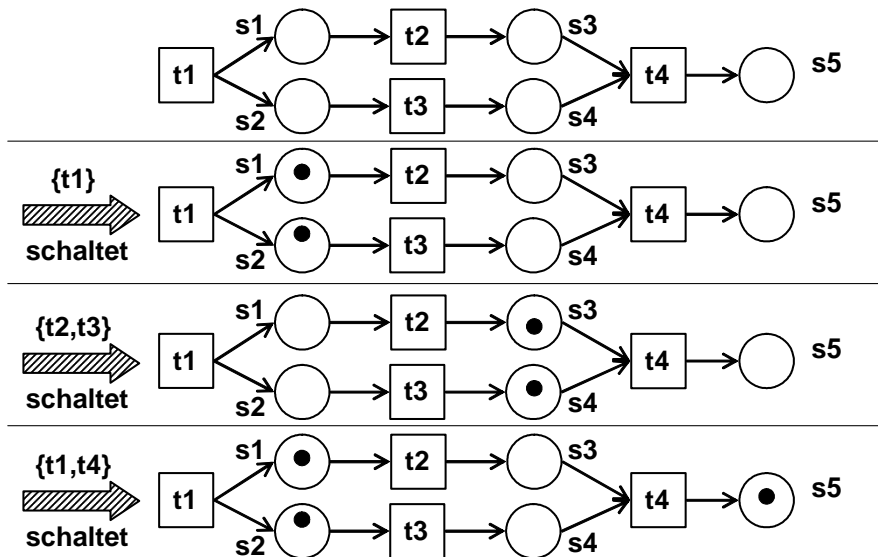 s1 s3
t2
t1 t4 s5
t3
s2 s4
{t1}
schaltet
s1 s3
t2
t1 t4 s5
t3
s2 s4
{t2,t3}
schaltet
s1 s3
t2
t1 t4 s5
t3
s2 s4
{t1,t4}
schaltet
s1 s3
t2
t1 t4 s5
t3
s2 s4